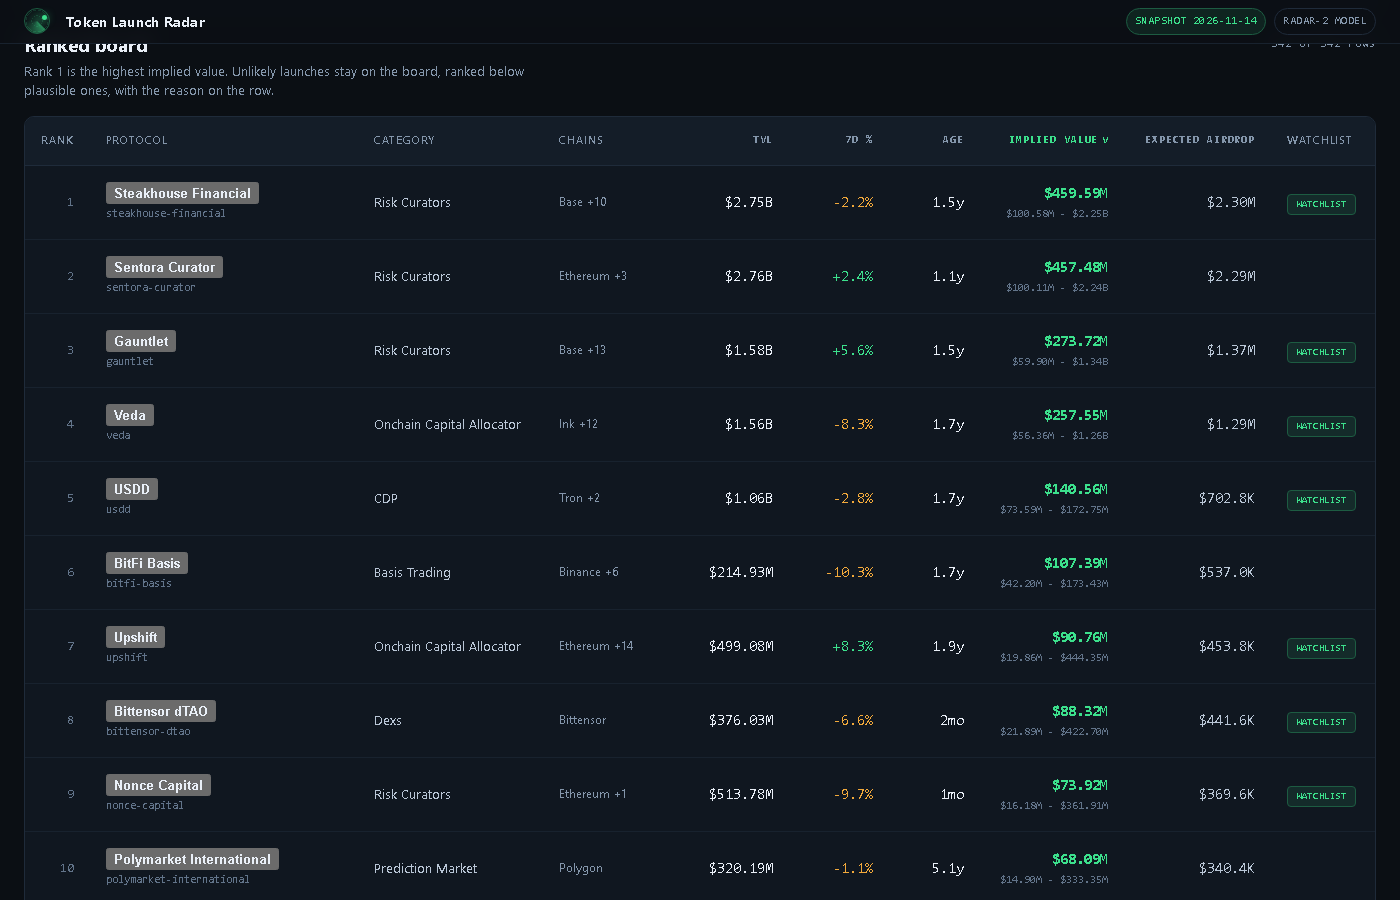 Token Launch Radar
SNAPSHOT 2026-11-14
RADAR-2 MODEL
Ranked board
342 of 342 rows
Rank 1 is the highest implied value. Unlikely launches stay on the board, ranked below
plausible ones, with the reason on the row.
RANK PROTOCOL CATEGORY CHAINS TVL 7D % AGE IMPLIED VALUE v EXPECTED AIRDROP WATCHLIST
1 Steakhouse Financial Risk Curators Base +10 $2.75B -2.2% 1.5y $459.59M $2.30M WATCHLIST
steakhouse-financial $100.58M - $2.25B
2 Sentora Curator Risk Curators Ethereum +3 $2.76B +2.4% 1.1y $457.48M $2.29M
sentora-curator $100.11M - $2.24B
3 Gauntlet Risk Curators Base +13 $1.58B +5.6% 1.5y $273.72M $1.37M WATCHLIST
gauntlet $59.90M - $1.34B
4 Veda Onchain Capital Allocator Ink +12 $1.56B -8.3% 1.7y $257.55M $1.29M WATCHLIST
veda $56.36M - $1.26B
5 USDD CDP Tron +2 $1.06B -2.8% 1.7y $140.56M $702.8K WATCHLIST
usdd $73.59M - $172.75M
6 BitFi Basis Basis Trading Binance +6 $214.93M -10.3% 1.7y $107.39M $537.0K
bitfi-basis $42.20M - $173.43M
7 Upshift Onchain Capital Allocator Ethereum +14 $499.08M +8.3% 1.9y $90.76M $453.8K WATCHLIST
upshift $19.86M - $444.35M
8 Bittensor dTAO Dexs Bittensor $376.03M -6.6% 2mo $88.32M $441.6K WATCHLIST
bittensor-dtao $21.89M - $422.70M
9 Nonce Capital Risk Curators Ethereum +1 $513.78M -9.7% 1mo $73.92M $369.6K WATCHLIST
nonce-capital $16.18M - $361.91M
10 Polymarket International Prediction Market Polygon $320.19M -1.1% 5.1y $68.09M $340.4K
polymarket-international $14.90M - $333.35M